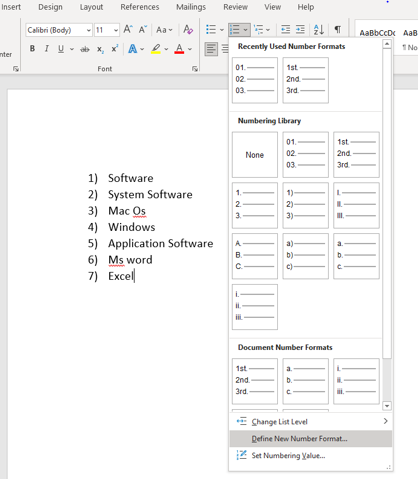 Insert Design Layout References Mailings Review View Help
Calibri (Body) 11 A A Aa A
AaBbCcDc AaBb
B I U ab x₂ x² A A
¶ No
Font
Recently Used Number Formats
01. 1st.
02. 2nd.
03. 3rd.
Numbering Library
None 01. 1st.
02. 2nd.
03. 3rd.
1. 1) I.
2. 2) II.
3. 3) III.
A. a) a.
B. b) b.
C. c) c.
i.
ii.
iii.
Document Number Formats
1st. a. i.
2nd. b. ii.
3rd. c. iii.
Change List Level
Define New Number Format...
Set Numbering Value...
1) Software
2) System Software
3) Mac Os
4) Windows
5) Application Software
6) Ms word
7) Excel